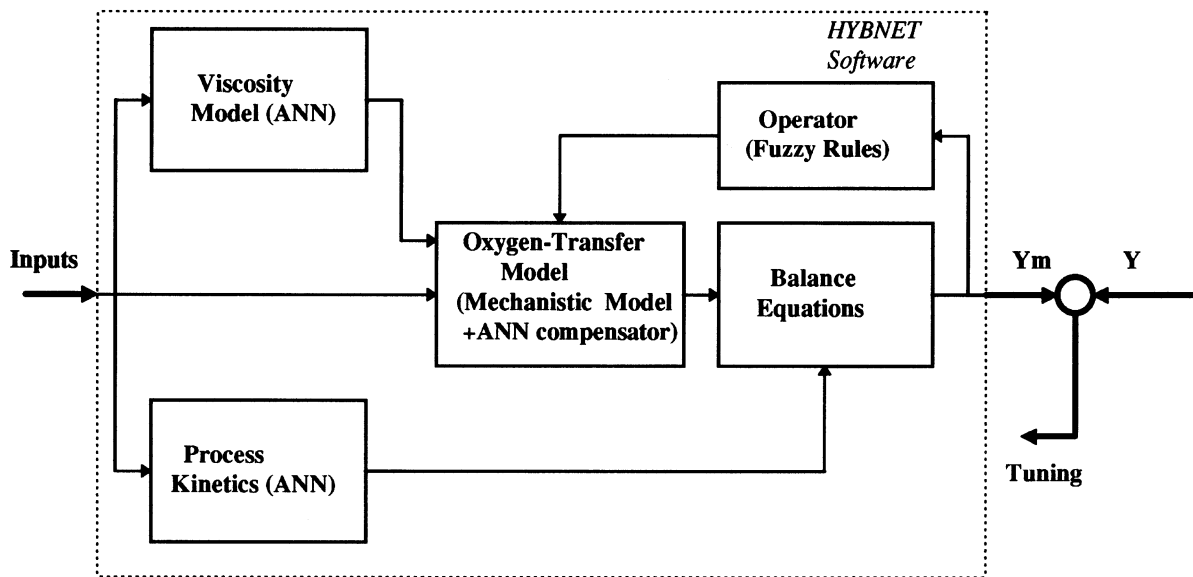 HYBNET
Software
Viscosity
Model (ANN)
Operator
(Fuzzy Rules)
Inputs
Oxygen-Transfer
Model
(Mechanistic Model
+ANN compensator)
Balance
Equations
Ym
Y
Process
Kinetics (ANN)
Tuning